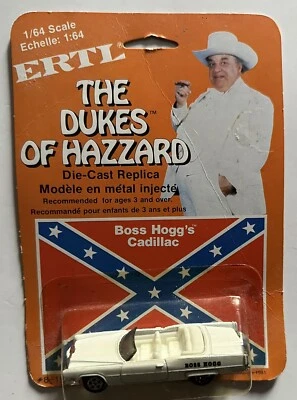 1/64 Scale
Echelle: 1:64
ERTL
THE
DUKES™
OF HAZZARD
Die-Cast Replica
Modèle en métal injecté
Recommended for ages 3 and over.
Recommandé pour enfants de 3 ans et plus
Boss Hogg's
Cadillac
BOSS HOGG